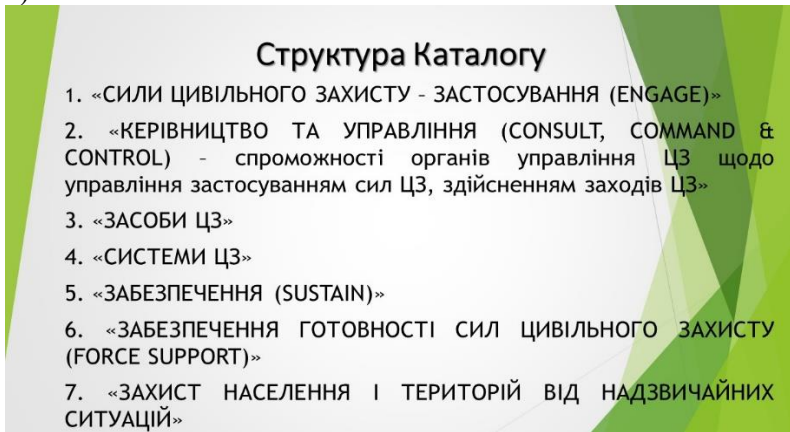 Структура Каталогу
1. «СИЛИ ЦИВІЛЬНОГО ЗАХИСТУ – ЗАСТОСУВАННЯ (ENGAGE)»
2. «КЕРІВНИЦТВО ТА УПРАВЛІННЯ (CONSULT, COMMAND &
CONTROL) – спроможності органів управління ЦЗ щодо
управління застосуванням сил ЦЗ, здійсненням заходів ЦЗ»
3. «ЗАСОБИ ЦЗ»
4. «СИСТЕМИ ЦЗ»
5. «ЗАБЕЗПЕЧЕННЯ (SUSTAIN)»
6. «ЗАБЕЗПЕЧЕННЯ ГОТОВНОСТІ СИЛ ЦИВІЛЬНОГО ЗАХИСТУ
(FORCE SUPPORT)»
7. «ЗАХИСТ НАСЕЛЕННЯ І ТЕРИТОРІЙ ВІД НАДЗВИЧАЙНИХ
СИТУАЦІЙ»